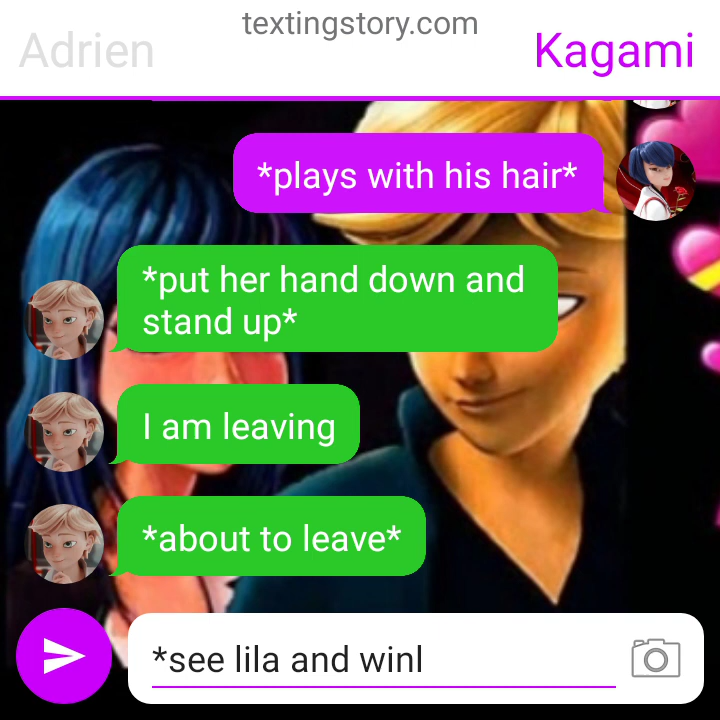 textingstory.com
Adrien
Kagami
*plays with his hair*
*put her hand down and
stand up*
I am leaving
*about to leave*
*see lila and winl